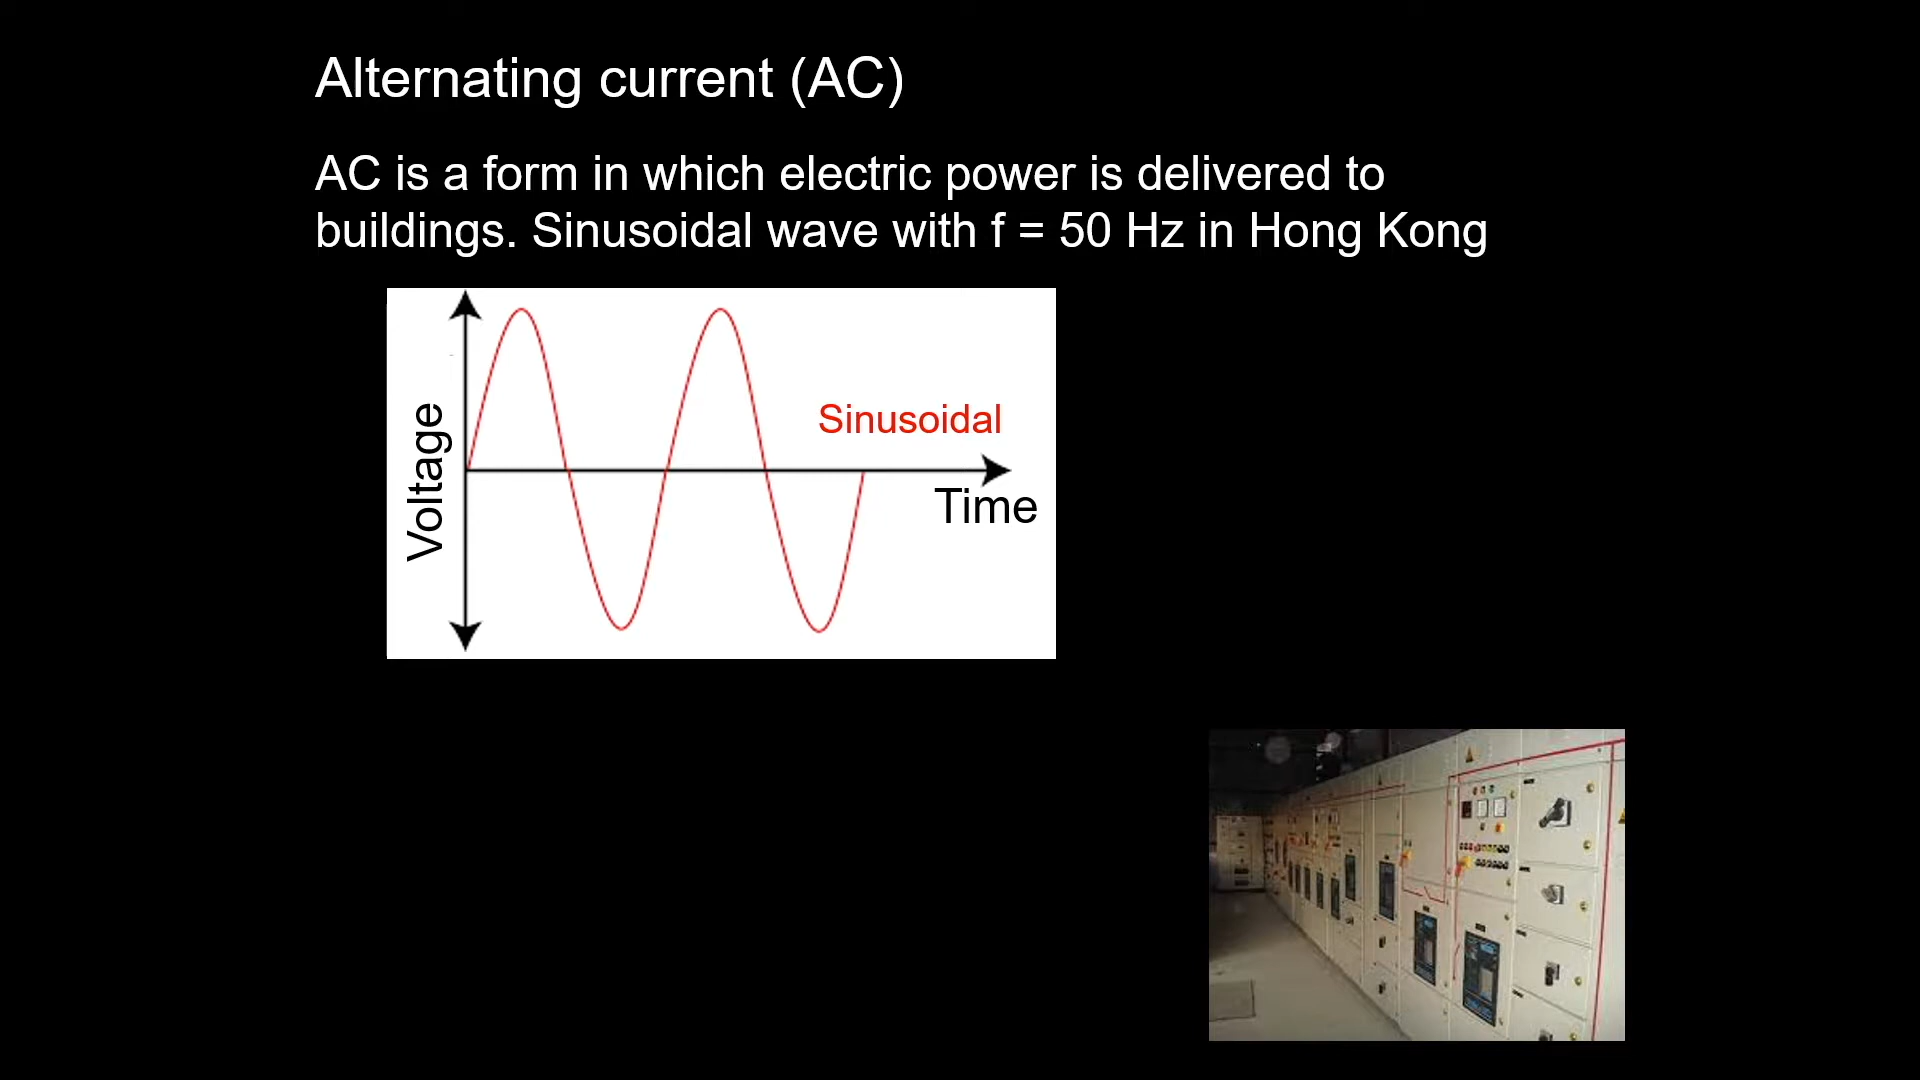 Alternating current (AC)
AC is a form in which electric power is delivered to
buildings. Sinusoidal wave with f = 50 Hz in Hong Kong
Voltage
Sinusoidal
Time